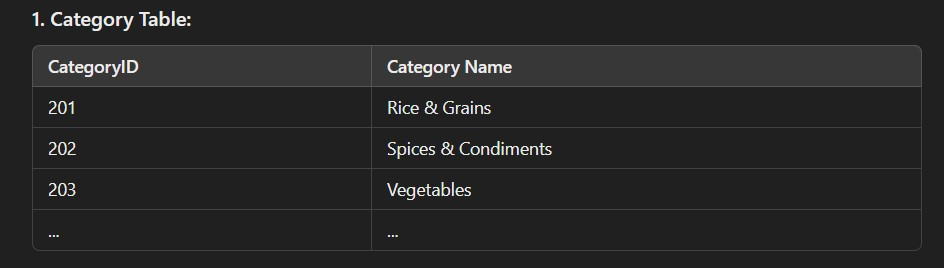 1. Category Table:
CategoryID Category Name
201 Rice & Grains
202 Spices & Condiments
203 Vegetables
... ...